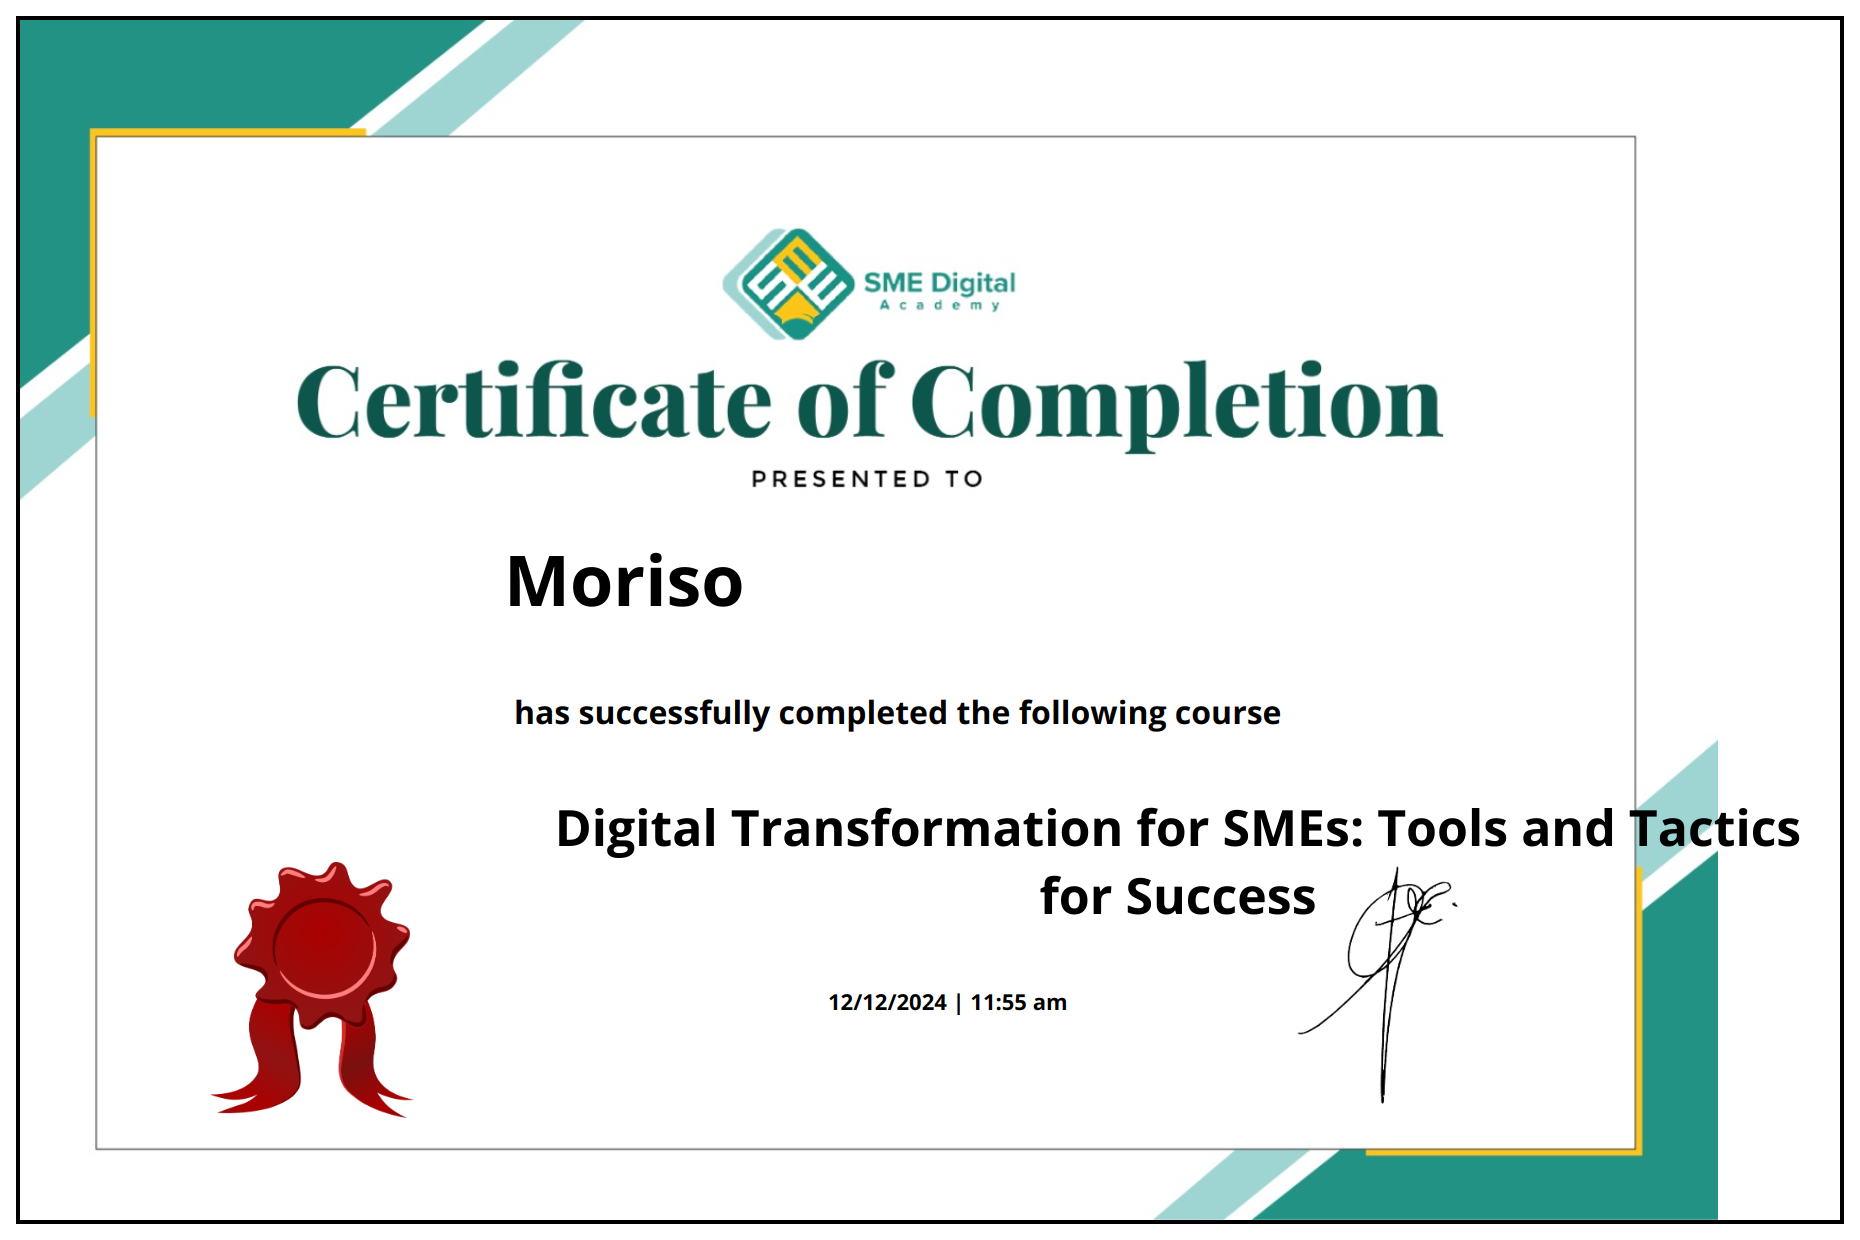 SME Digital
Academy
Certificate of Completion
PRESENTED TO
Moriso
has successfully completed the following course
Digital Transformation for SMEs: Tools and Tactics
for Success
12/12/2024 | 11:55 am